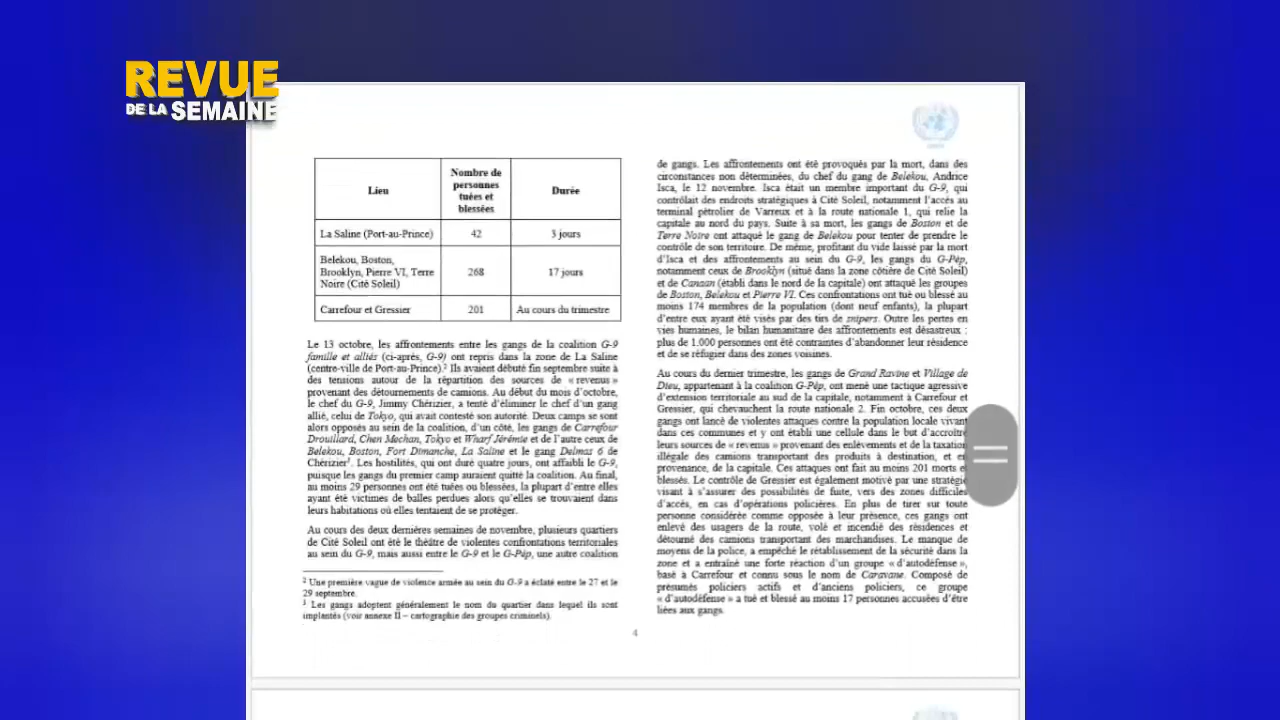 REVUE
DE LA SEMAINE
Lieu
Nombre de
personnes
tuées et
blessées
Durée
La Saline (Port-au-Prince)
42
3 jours
Belekou, Boston,
Brooklyn, Pierre VI, Terre
Noire (Cité Soleil)
268
17 jours
Carrefour et Gressier
201
Au cours du trimestre
Le 13 octobre, les affrontements entre les gangs de la coalition G-9
famille et alliés (ci-après, G-9) ont repris dans la zone de La Saline
(centre-ville de Port-au-Prince).² Ils avaient débuté fin septembre suite à
des tensions autour de la répartition des sources de « revenus »
provenant des détournements de camions. Au début du mois d'octobre,
le chef du G-9, Jimmy Chérizier, a tenté d'éliminer le chef d'un gang
allié, celui de Tokyo, qui avait contesté son autorité. Deux camps se sont
alors opposés au sein de la coalition, d'un côté, les gangs de Carrefour
Drouillard, Chen Mechan, Tokyo et Wharf Jérémie et de l'autre ceux de
Belekou, Boston, Fort Dimanche, La Saline et le gang Delmas 6 de
Chérizier³. Les hostilités, qui ont duré quatre jours, ont affaibli le G-9,
puisque les gangs du premier camp auraient quitté la coalition. Au final,
au moins 29 personnes ont été tuées ou blessées, la plupart d'entre elles
ayant été victimes de balles perdues alors qu'elles se trouvaient dans
leurs habitations où elles tentaient de se protéger.
Au cours des deux dernières semaines de novembre, plusieurs quartiers
de Cité Soleil ont été le théâtre de violentes confrontations territoriales
au sein du G-9, mais aussi entre le G-9 et le G-Pèp, une autre coalition
² Une première vague de violence armée au sein du G-9 a éclaté entre le 27 et le
29 septembre.
³ Les gangs adoptent généralement le nom du quartier dans lequel ils sont
implantés (voir annexe II – cartographie des groupes criminels).
de gangs. Les affrontements ont été provoqués par la mort, dans des
circonstances non déterminées, du chef du gang de Belekou, Andrice
Isca, le 12 novembre. Isca était un membre important du G-9, qui
contrôlait des endroits stratégiques à Cité Soleil, notamment l'accès au
terminal pétrolier de Varreux et à la route nationale 1, qui relie la
capitale au nord du pays. Suite à sa mort, les gangs de Boston et de
Terre Noire ont attaqué le gang de Belekou pour tenter de prendre le
contrôle de son territoire. De même, profitant du vide laissé par la mort
d'Isca et des affrontements au sein du G-9, les gangs du G-Pèp,
notamment ceux de Brooklyn (situé dans la zone côtière de Cité Soleil)
et de Canaan (établi dans le nord de la capitale) ont attaqué les groupes
de Boston, Belekou et Pierre VI. Ces confrontations ont tué ou blessé au
moins 174 membres de la population (dont neuf enfants), la plupart
d'entre eux ayant été visés par des tirs de snipers. Outre les pertes en
vies humaines, le bilan humanitaire des affrontements est désastreux :
plus de 1.000 personnes ont été contraintes d'abandonner leur résidence
et de se réfugier dans des zones voisines.
Au cours du dernier trimestre, les gangs de Grand Ravine et Village de
Dieu, appartenant à la coalition G-Pèp, ont mené une tactique agressive
d'extension territoriale au sud de la capitale, notamment à Carrefour et
Gressier, qui chevauchent la route nationale 2. Fin octobre, ces deux
gangs ont lancé de violentes attaques contre la population locale vivant
dans ces communes et y ont établi une cellule dans le but d'accroître
leurs sources de « revenus » provenant des enlèvements et de la taxation
illégale des camions transportant des produits à destination, et en
provenance, de la capitale. Ces attaques ont fait au moins 201 morts et
blessés. Le contrôle de Gressier est également motivé par une stratégie
visant à s'assurer des possibilités de fuite, vers des zones difficiles
d'accès, en cas d'opérations policières. En plus de tirer sur toute
personne considérée comme opposée à leur présence, ces gangs ont
enlevé des usagers de la route, volé et incendié des résidences et
détourné des camions transportant des marchandises. Le manque de
moyens de la police, a empêché le rétablissement de la sécurité dans la
zone et a entraîné une forte réaction d'un groupe « d'autodéfense »,
basé à Carrefour et connu sous le nom de Caravane. Composé de
présumés policiers actifs et d'anciens policiers, ce groupe
« d'autodéfense » a tué et blessé au moins 17 personnes accusées d'être
liées aux gangs.
4